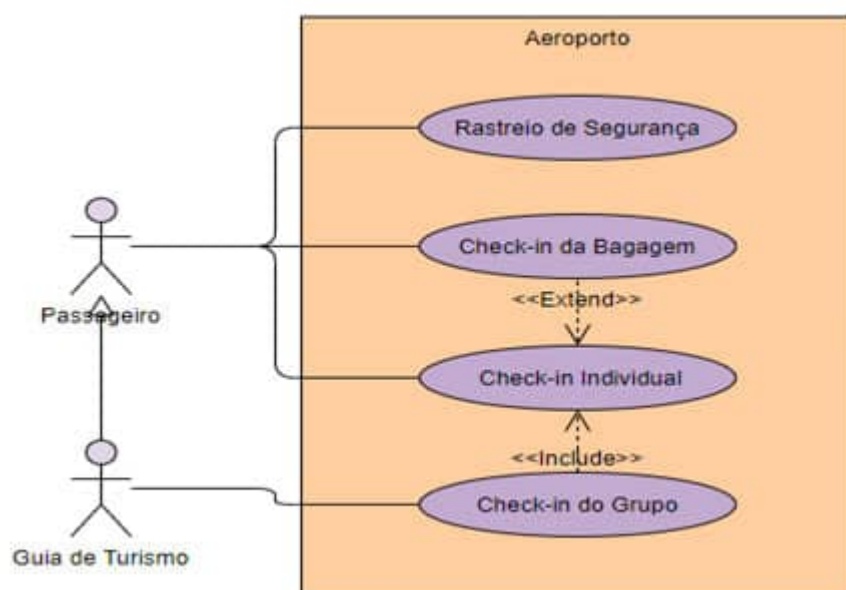 Aeroporto
Rastreio de Segurança
Check-in da Bagagem
<<Extend>>
Passageiro
Check-in Individual
<<Include>>
Check-in do Grupo
Guia de Turismo